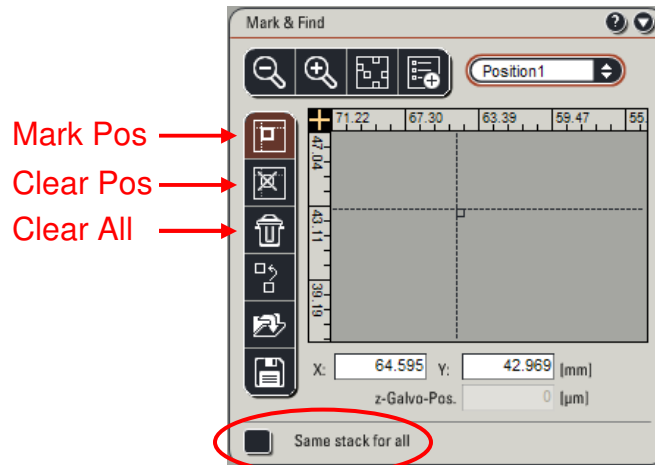 Mark & Find
Position1
71.22 67.30 63.39 59.47 55.
Mark Pos
47.04
Clear Pos
43.11
Clear All
39.19
X: 64.595 Y: 42.969 [mm]
z-Galvo-Pos. 0 [µm]
Same stack for all